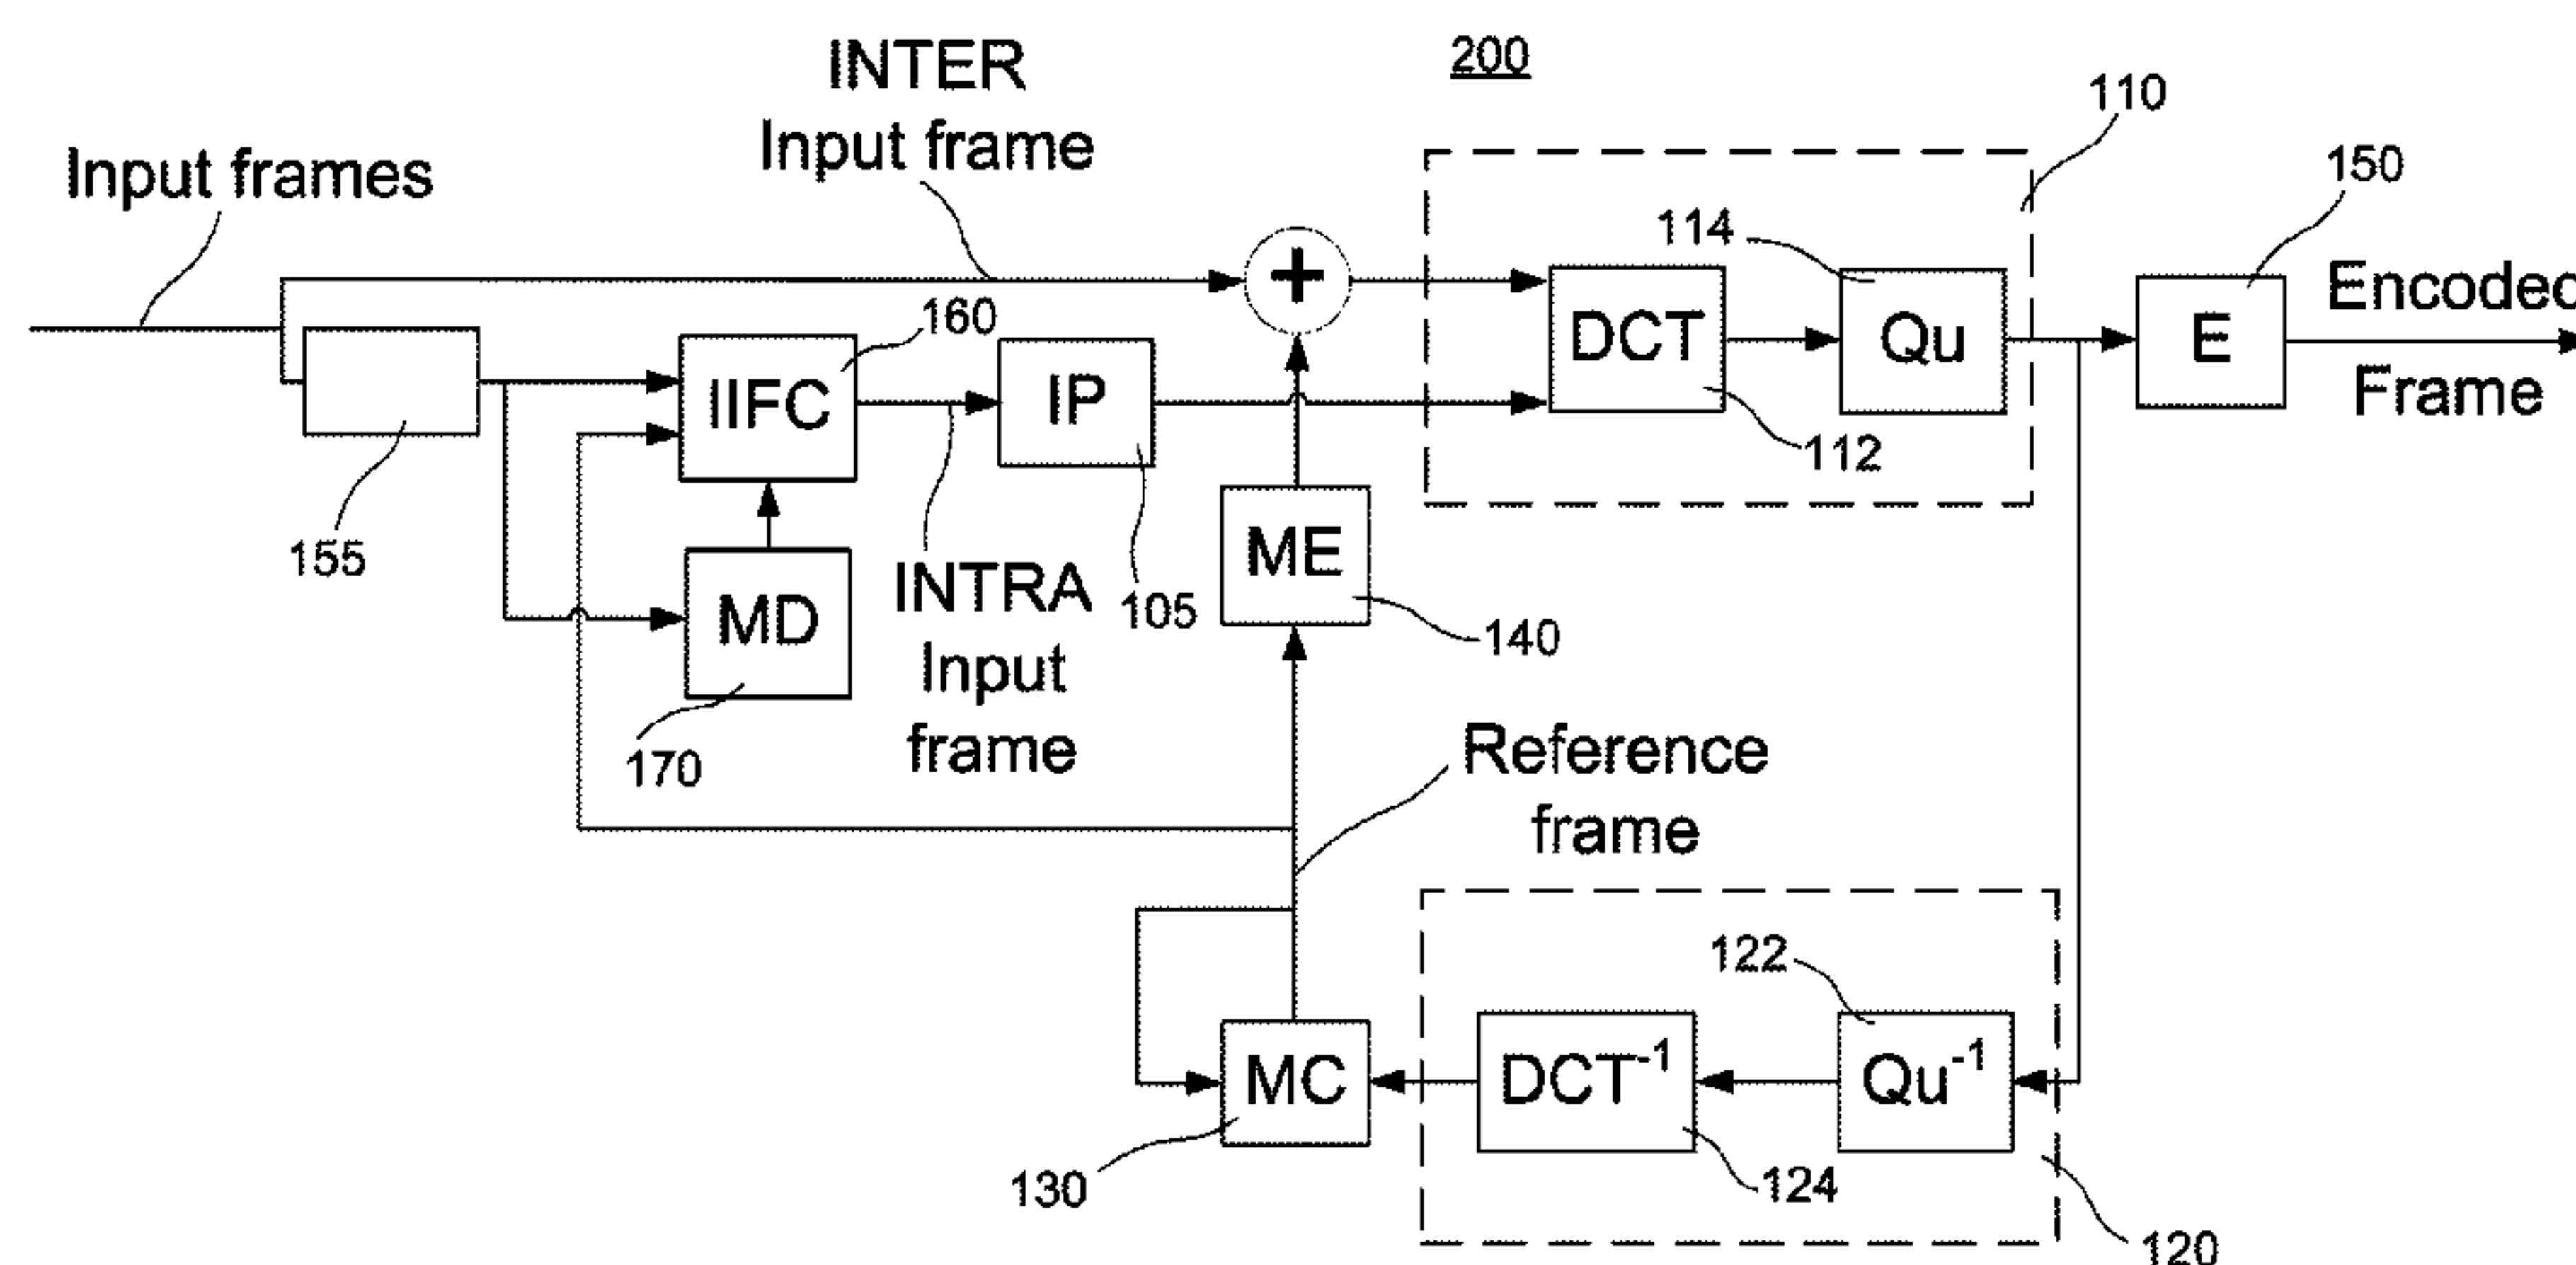 200
INTER
Input frame
Input frames
110
150
114
Encoded
Frame
160
DCT
Qu
E
IIFC
IP
112
155
MD
INTRA
Input
frame
105
ME
140
170
Reference
frame
122
MC
DCT-1
Qu-1
130
124
120